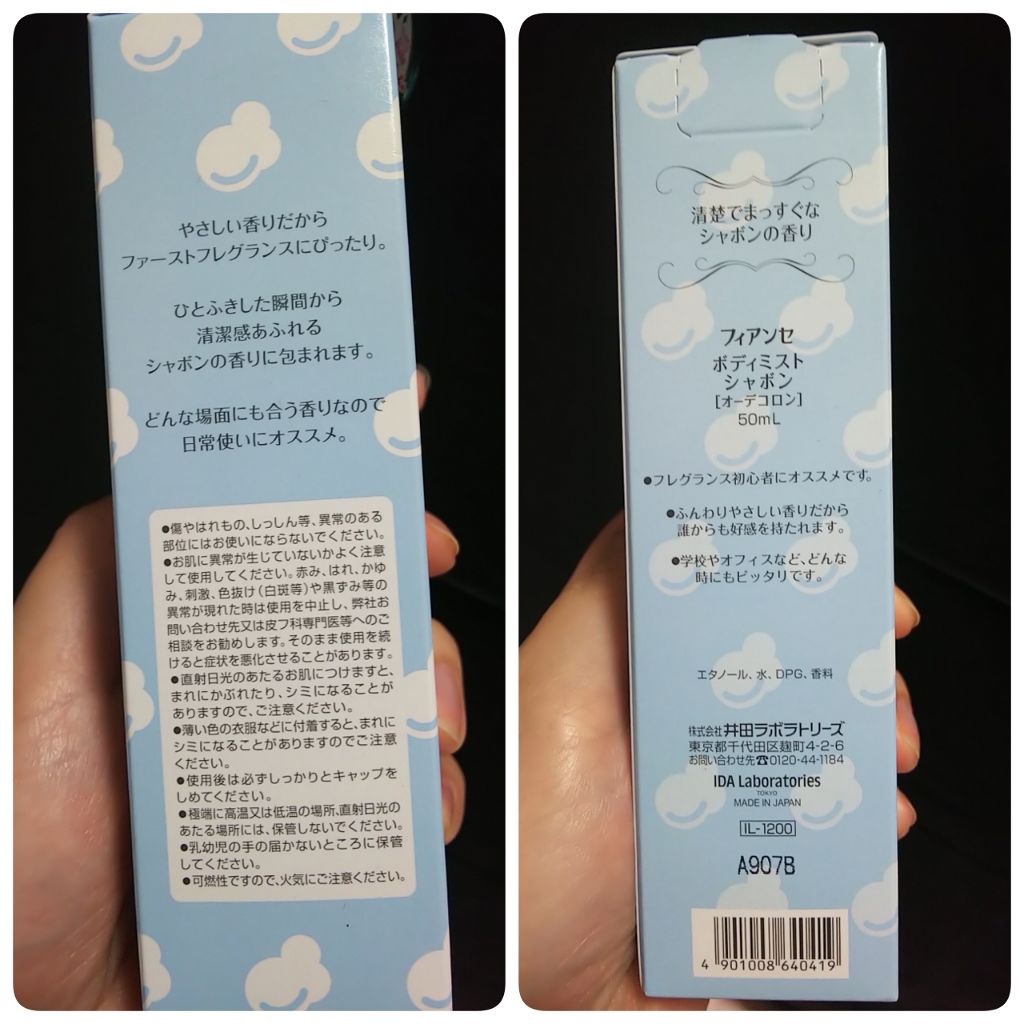 やさしい香りだから
ファーストフレグランスにぴったり。
ひとふきした瞬間から
清潔感あふれる
シャボンの香りに包まれます。
どんな場面にも合う香りなので
日常使いにオススメ。
●傷やはれもの、しっしん等、異常のある
部位にはお使いにならないでください。
●お肌に異常が生じていないかよく注意
して使用してください。赤み、はれ、かゆ
み、刺激、色抜け(白斑等)や黒ずみ等の
異常が現れた時は使用を中止し、弊社お
問い合わせ先又は皮フ科専門医等へのご
相談をお勧めします。そのまま使用を続
けると症状を悪化させることがあります。
●直射日光のあたるお肌につけますと、
まれにかぶれたり、シミになることが
ありますので、ご注意ください。
●薄い色の衣服などに付着すると、まれに
シミになることがありますのでご注意
ください。
●使用後は必ずしっかりとキャップを
しめてください。
●極端に高温又は低温の場所、直射日光の
あたる場所には、保管しないでください。
●乳幼児の手の届かないところに保管
してください。
●可燃性ですので、火気にご注意ください。
清楚でまっすぐな
シャボンの香り
フィアンセ
ボディミスト
シャボン
[オーデコロン]
50mL
●フレグランス初心者にオススメです。
●ふんわりやさしい香りだから
誰からも好感を持たれます。
●学校やオフィスなど、どんな
時にもピッタリです。
エタノール、水、DPG、香料
株式会社井田ラボラトリーズ
東京都千代田区麹町4-2-6
お問い合わせ先☎0120-44-1184
IDA Laboratories
TOKYO
MADE IN JAPAN
IL-1200
A907B
4 901008 640419